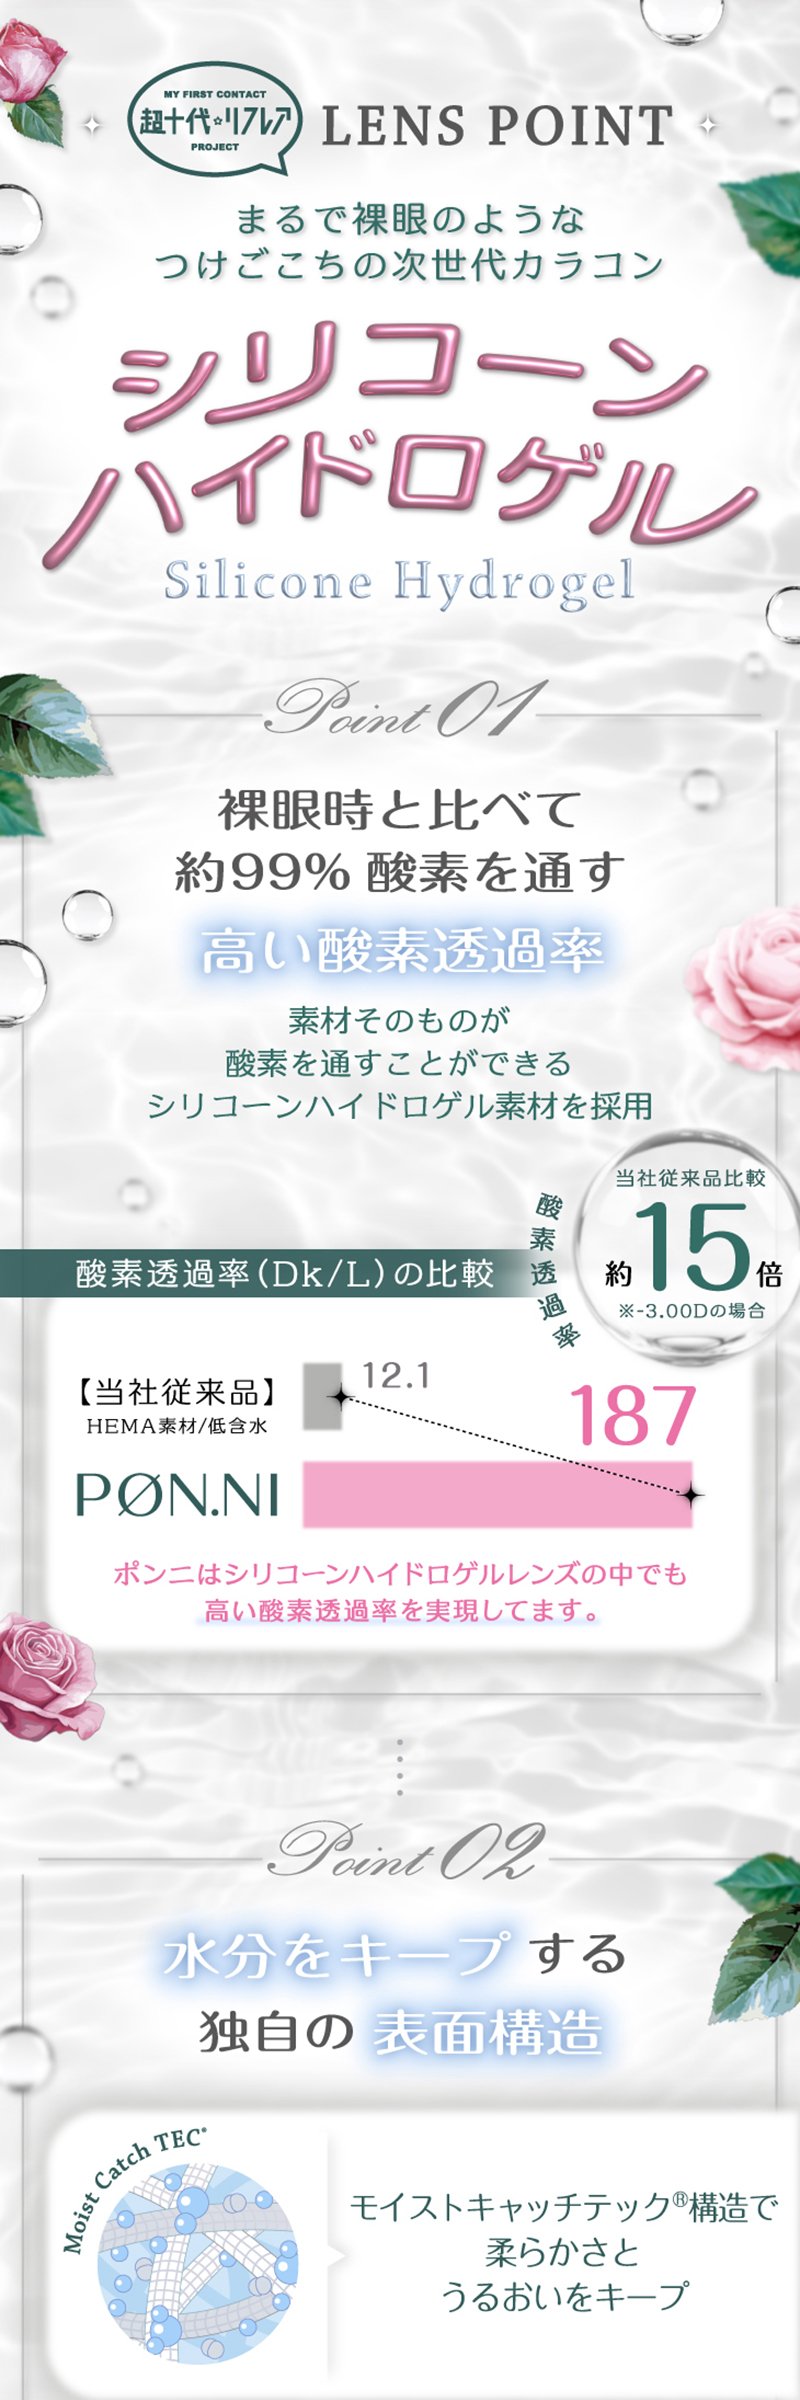 MY FIRST CONTACT
超十代☆リフレア
PROJECT
LENS POINT
まるで裸眼のような
つけごこちの次世代カラコン
シリコーン
ハイドロゲル
Silicone Hydrogel
Point 01
裸眼時と比べて
約99% 酸素を通す
高い酸素透過率
素材そのものが
酸素を通すことができる
シリコーンハイドロゲル素材を採用
酸素透過率
当社従来品比較
約15倍
※-3.00Dの場合
酸素透過率(Dk/L)の比較
【当社従来品】
HEMA素材/低含水
12.1
187
PØN.NI
ポンニはシリコーンハイドロゲルレンズの中でも
高い酸素透過率を実現してます。
Point 02
水分をキープする
独自の表面構造
Moist Catch TEC®
モイストキャッチテック®構造で
柔らかさと
うるおいをキープ